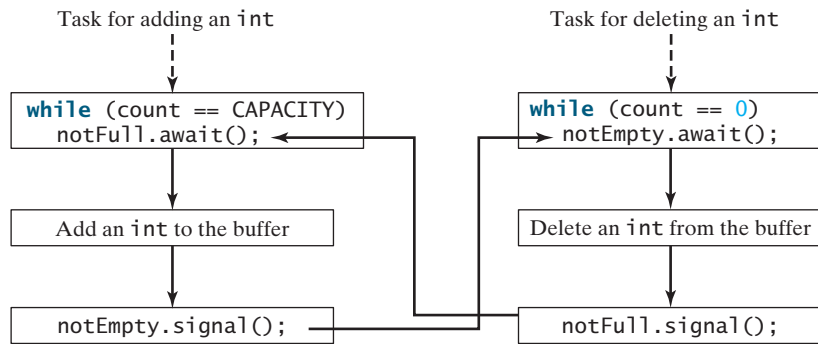 Task for adding an int
while (count == CAPACITY)
notFull.await();
Add an int to the buffer
notEmpty.signal();
Task for deleting an int
while (count == 0)
notEmpty.await();
Delete an int from the buffer
notFull.signal();